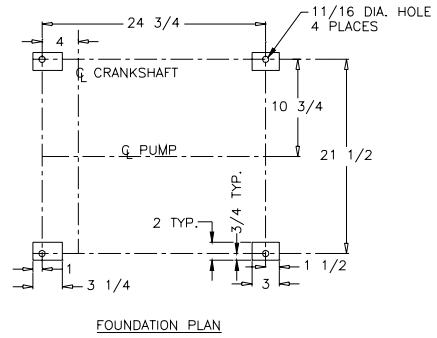 24 3/4
11/16 DIA. HOLE
4 PLACES
4
℄ CRANKSHAFT
10 3/4
℄ PUMP
21 1/2
3/4 TYP.
2 TYP.
1
1 1/2
3 1/4
3
FOUNDATION PLAN